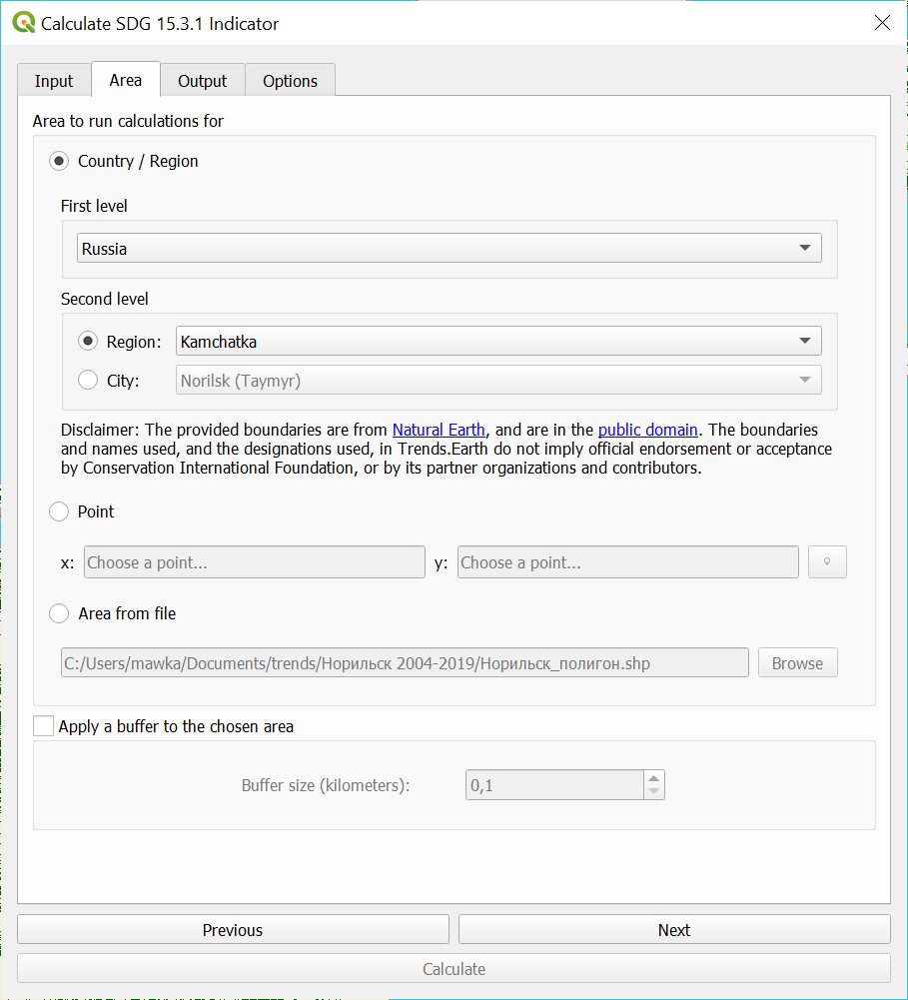 Calculate SDG 15.3.1 Indicator
Input Area Output Options
Area to run calculations for
Country / Region
First level
Russia
Second level
Region: Kamchatka
City: Norilsk (Taymyr)
Disclaimer: The provided boundaries are from Natural Earth, and are in the public domain. The boundaries
and names used, and the designations used, in Trends.Earth do not imply official endorsement or acceptance
by Conservation International Foundation, or by its partner organizations and contributors.
Point
x: Choose a point... y: Choose a point...
Area from file
C:/Users/mawka/Documents/trends/Норильск 2004-2019/Норильск_полигон.shp Browse
Apply a buffer to the chosen area
Buffer size (kilometers): 0,1
Previous Next
Calculate